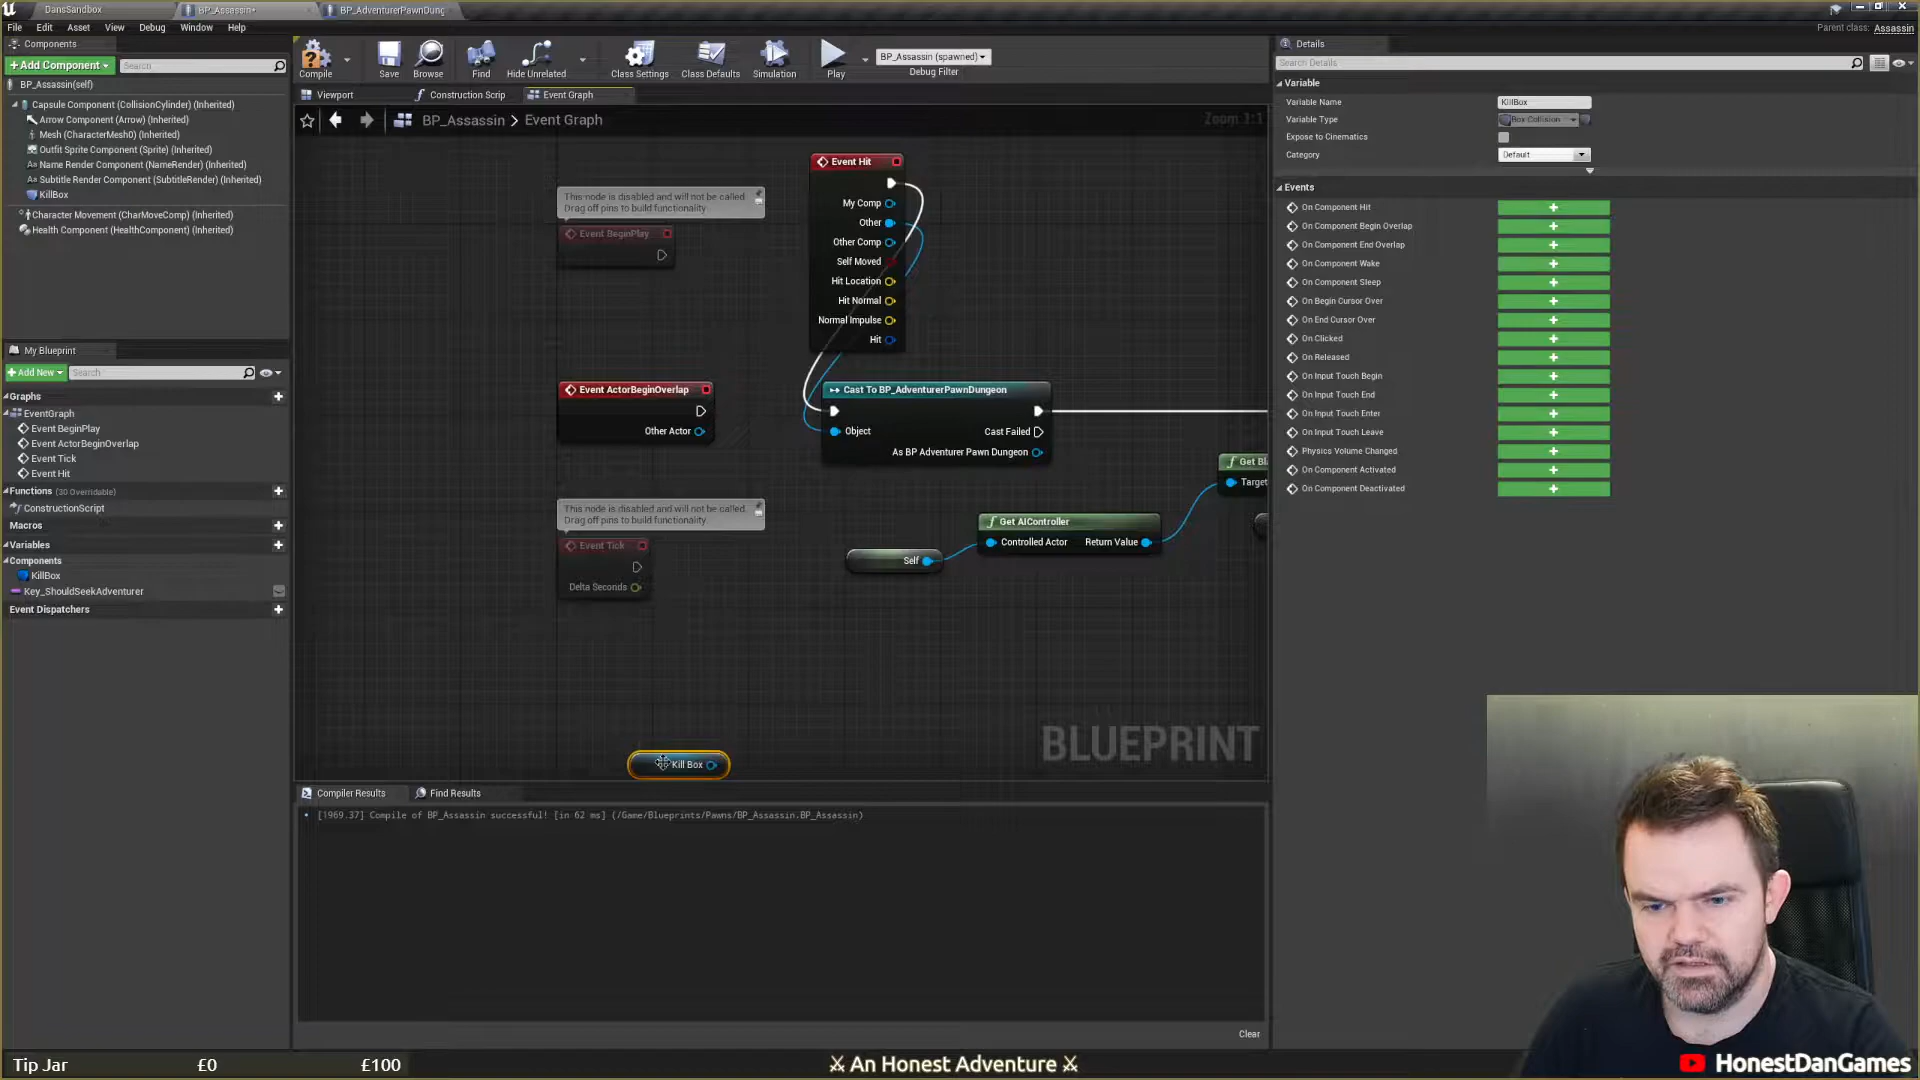 DansSandbox
BP_Assassin•
BP_AdventurerPawnDung
File Edit Asset View Debug Window Help
Parent class: Assassin
Components
+Add Component
Search
BP_Assassin(self)
Capsule Component (CollisionCylinder) (Inherited)
Arrow Component (Arrow) (Inherited)
Mesh (CharacterMesh0) (Inherited)
Outfit Sprite Component (Sprite) (Inherited)
Name Render Component (NameRender) (Inherited)
Subtitle Render Component (SubtitleRender) (Inherited)
KillBox
Character Movement (CharMoveComp) (Inherited)
Health Component (HealthComponent) (Inherited)
My Blueprint
+Add New
Search
Graphs
EventGraph
Event BeginPlay
Event ActorBeginOverlap
Event Tick
Event Hit
Functions (30 Overridable)
ConstructionScript
Macros
Variables
Components
KillBox
Key_ShouldSeekAdventurer
Event Dispatchers
Compile
Save
Browse
Find
Hide Unrelated
Class Settings
Class Defaults
Simulation
Play
BP_Assassin (spawned)
Debug Filter
Viewport
Construction Scrip
Event Graph
BP_Assassin > Event Graph
Zoom 1:1
Event Hit
My Comp
Other
Other Comp
Self Moved
Hit Location
Hit Normal
Normal Impulse
Hit
This node is disabled and will not be called.
Drag off pins to build functionality.
Event BeginPlay
Event ActorBeginOverlap
Other Actor
Cast To BP_AdventurerPawnDungeon
Object
Cast Failed
As BP Adventurer Pawn Dungeon
This node is disabled and will not be called.
Drag off pins to build functionality.
Event Tick
Delta Seconds
Self
Get AIController
Controlled Actor Return Value
Get Bl
Target
Kill Box
BLUEPRINT
Compiler Results
Find Results
[1969.37] Compile of BP_Assassin successful! [in 62 ms] (/Game/Blueprints/Pawns/BP_Assassin.BP_Assassin)
Clear
Details
Search Details
Variable
Variable Name KillBox
Variable Type Box Collision
Expose to Cinematics
Category Default
Events
On Component Hit
On Component Begin Overlap
On Component End Overlap
On Component Wake
On Component Sleep
On Begin Cursor Over
On End Cursor Over
On Clicked
On Released
On Input Touch Begin
On Input Touch End
On Input Touch Enter
On Input Touch Leave
Physics Volume Changed
On Component Activated
On Component Deactivated
Tip Jar £0 £100
⚔ An Honest Adventure ⚔
HonestDanGames